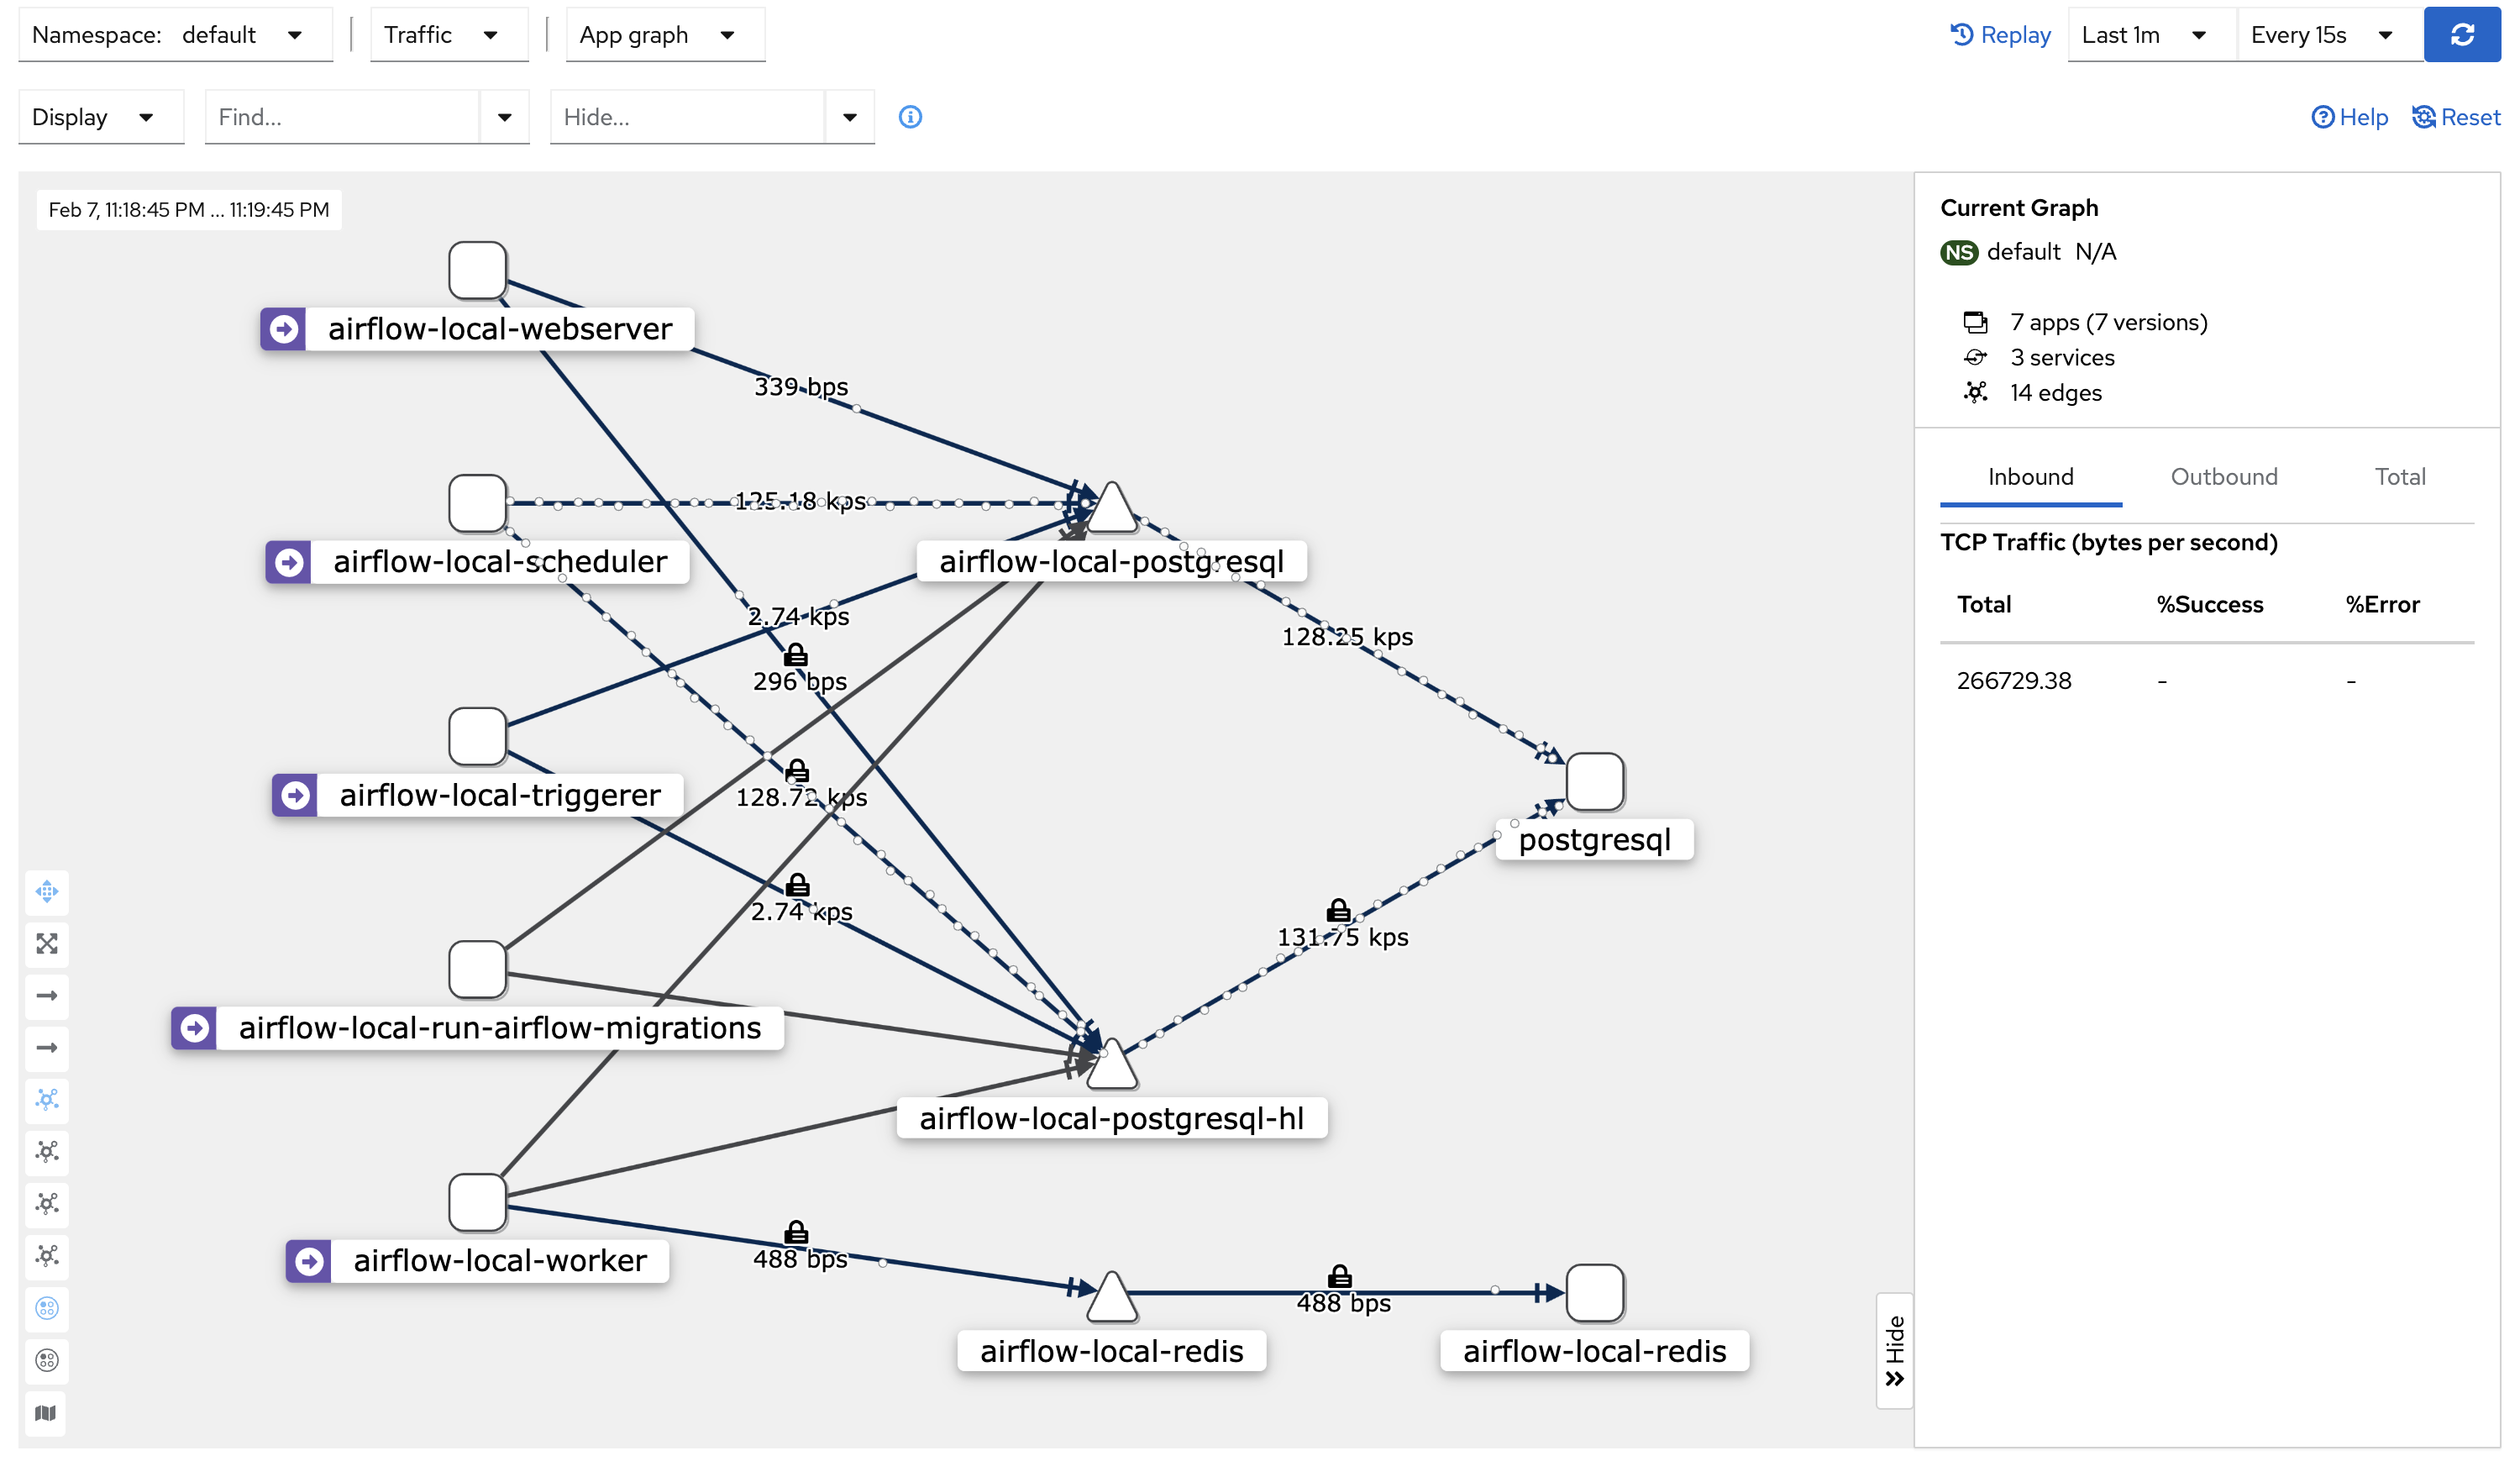 Namespace: default
Traffic
App graph
Replay
Last 1m
Every 15s
Display
Find...
Hide...
Help
Reset
Feb 7, 11:18:45 PM ... 11:19:45 PM
airflow-local-webserver
339 bps
125.18 kps
airflow-local-scheduler
airflow-local-postgresql
2.74 kps
128.25 kps
296 bps
airflow-local-triggerer
128.72 kps
postgresql
2.74 kps
131.75 kps
airflow-local-run-airflow-migrations
airflow-local-postgresql-hl
airflow-local-worker
488 bps
488 bps
airflow-local-redis
airflow-local-redis
Hide
Current Graph
NS default N/A
7 apps (7 versions)
3 services
14 edges
Inbound
Outbound
Total
TCP Traffic (bytes per second)
Total %Success %Error
266729.38 - -